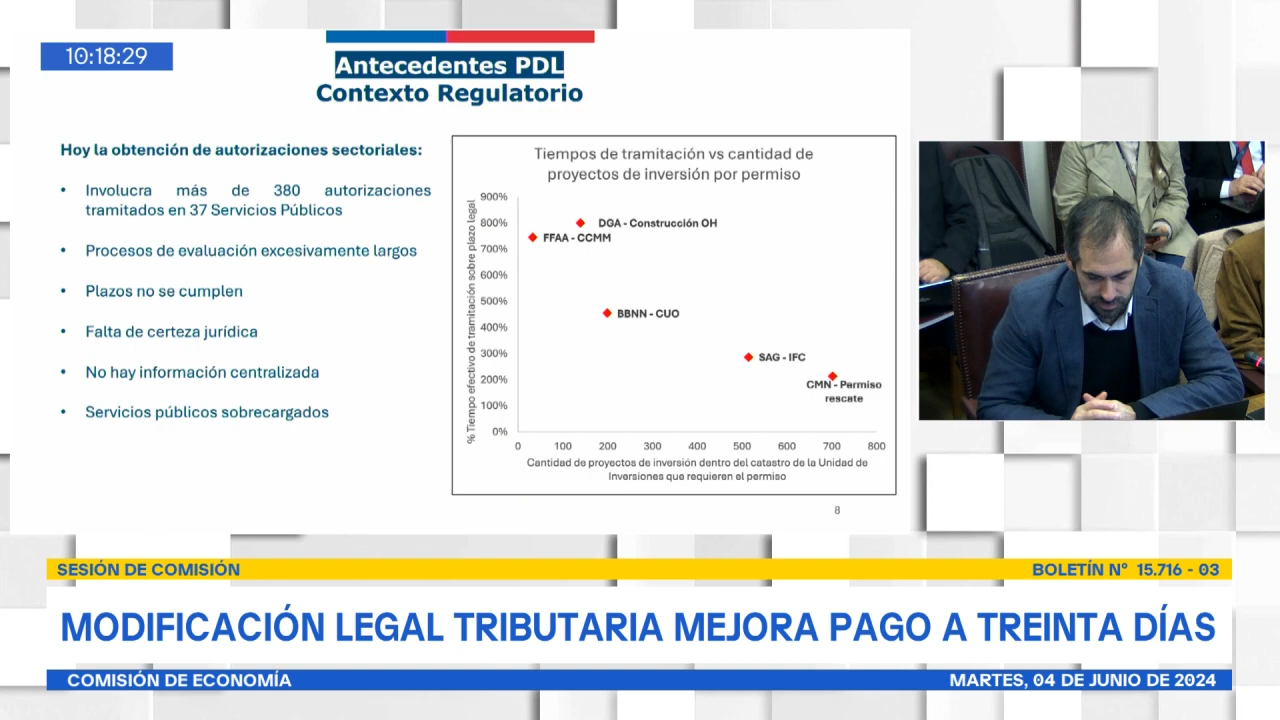 10:18:29
Antecedentes PDL
Contexto Regulatorio
Hoy la obtención de autorizaciones sectoriales:
• Involucra más de 380 autorizaciones
tramitados en 37 Servicios Públicos
• Procesos de evaluación excesivamente largos
• Plazos no se cumplen
• Falta de certeza jurídica
• No hay información centralizada
• Servicios públicos sobrecargados
Tiempos de tramitación vs cantidad de
proyectos de inversión por permiso
% Tiempo efectivo de tramitación sobre plazo legal
900%
800%
700%
600%
500%
400%
300%
200%
100%
0%
DGA - Construcción OH
FFAA - CCMM
BBNN - CUO
SAG - IFC
CMN - Permiso
rescate
0 100 200 300 400 500 600 700 800
Cantidad de proyectos de inversión dentro del catastro de la Unidad de
Inversiones que requieren el permiso
8
SESIÓN DE COMISIÓN
BOLETÍN N° 15.716 - 03
MODIFICACIÓN LEGAL TRIBUTARIA MEJORA PAGO A TREINTA DÍAS
COMISIÓN DE ECONOMÍA
MARTES, 04 DE JUNIO DE 2024